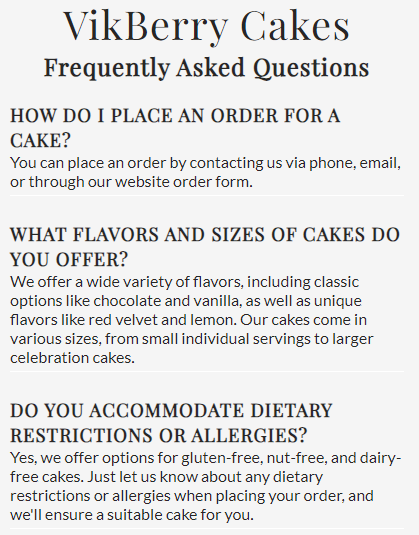 VikBerry Cakes
Frequently Asked Questions
HOW DO I PLACE AN ORDER FOR A
CAKE?
You can place an order by contacting us via phone, email,
or through our website order form.
WHAT FLAVORS AND SIZES OF CAKES DO
YOU OFFER?
We offer a wide variety of flavors, including classic
options like chocolate and vanilla, as well as unique
flavors like red velvet and lemon. Our cakes come in
various sizes, from small individual servings to larger
celebration cakes.
DO YOU ACCOMMODATE DIETARY
RESTRICTIONS OR ALLERGIES?
Yes, we offer options for gluten-free, nut-free, and dairy-
free cakes. Just let us know about any dietary
restrictions or allergies when placing your order, and
we'll ensure a suitable cake for you.